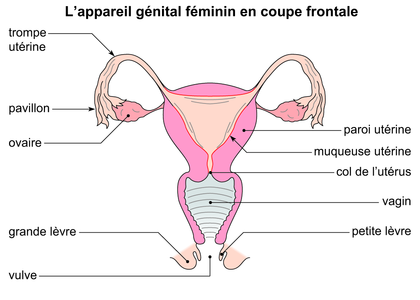 L'appareil génital féminin en coupe frontale
trompe
utérine
pavillon
ovaire
grande lèvre
vulve
paroi utérine
muqueuse utérine
col de l'utérus
vagin
petite lèvre